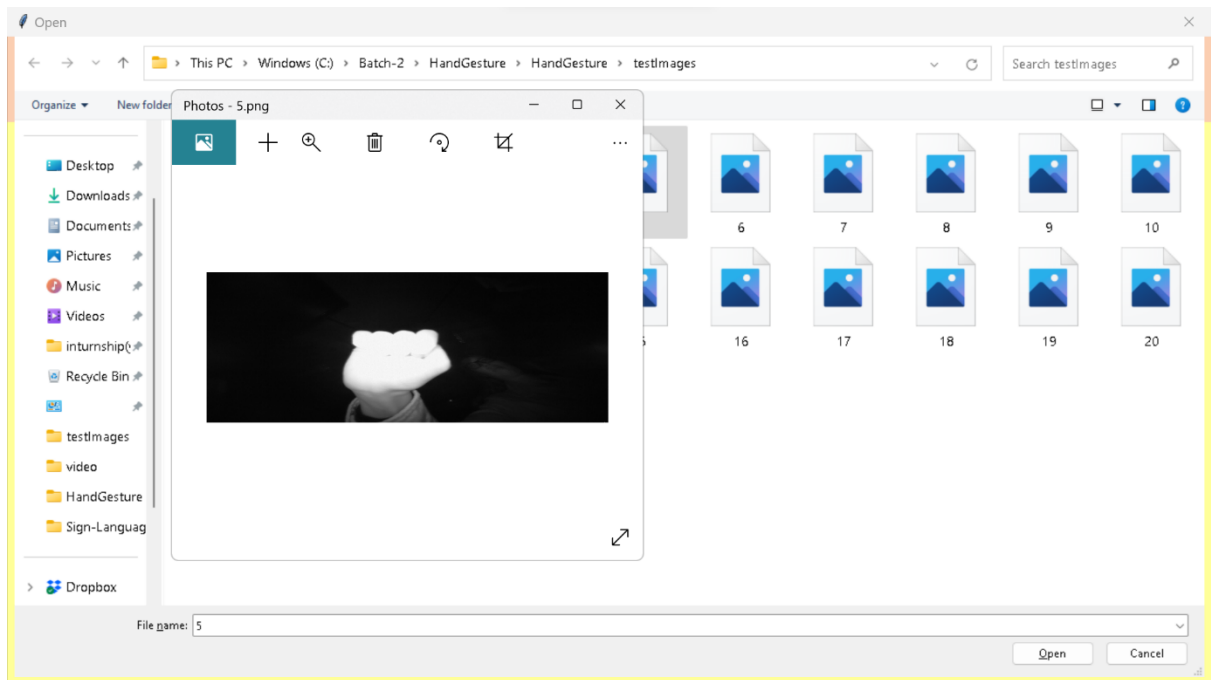 Open
This PC > Windows (C:) > Batch-2 > HandGesture > HandGesture > testImages
Search testImages
Organize
New folder
Photos - 5.png
Desktop
Downloads
Documents
Pictures
Music
Videos
inturnship(
Recycle Bin
testImages
video
HandGesture
Sign-Languag
Dropbox
6 7 8 9 10
16 17 18 19 20
File name: 5
Open Cancel